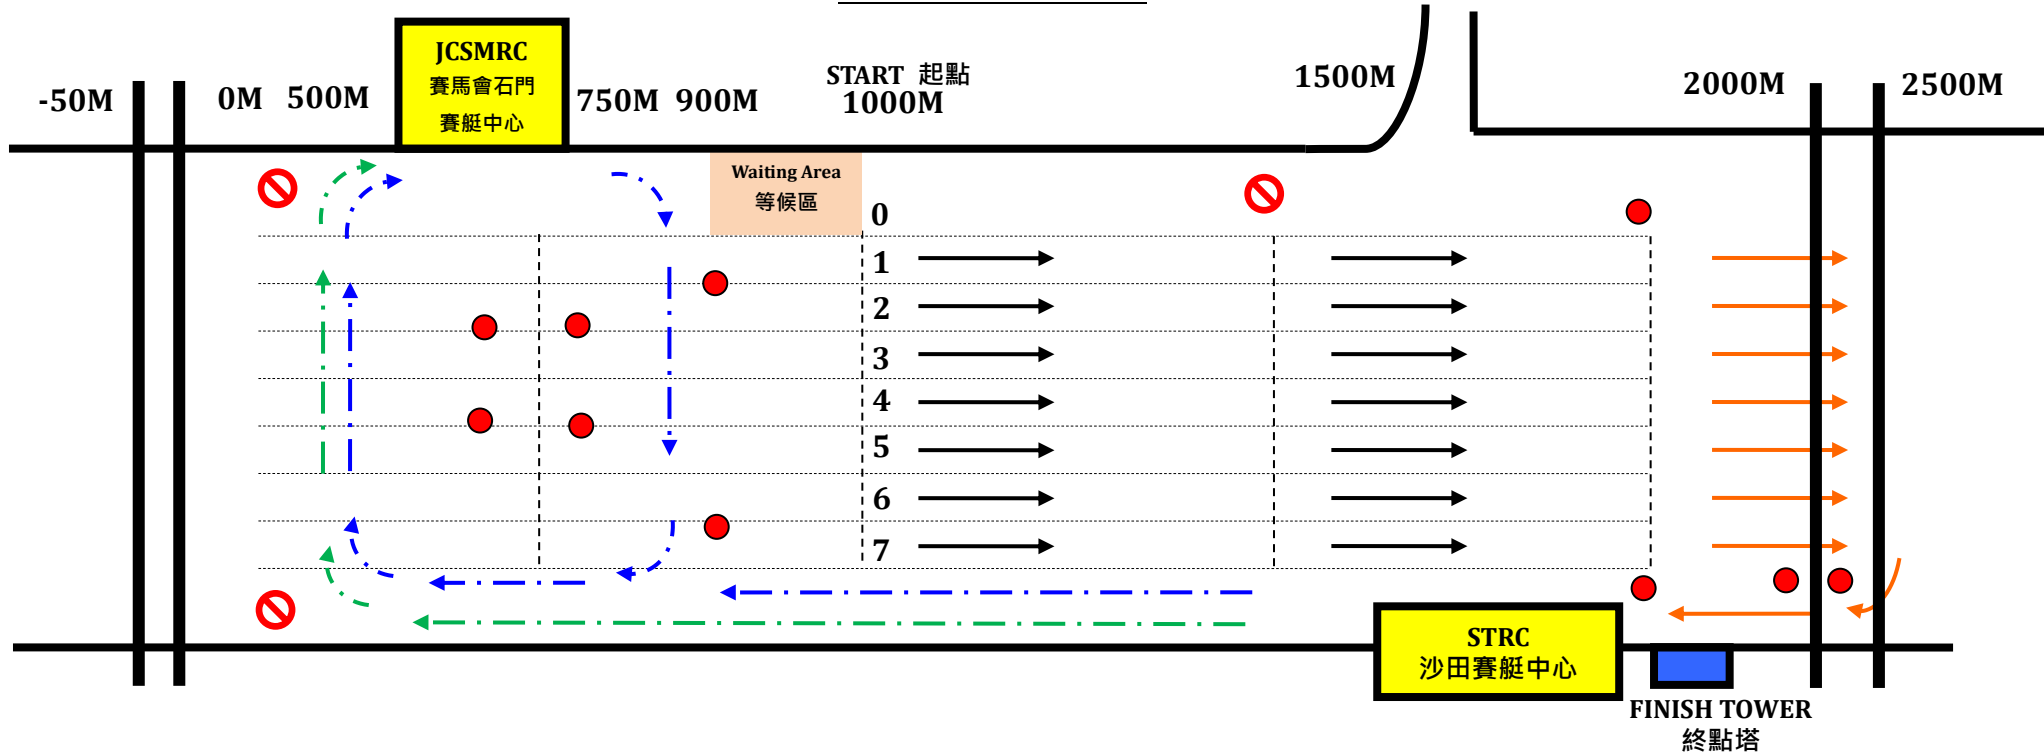 JCSMRC
賽馬會石門
賽艇中心
-50M
0M
500M
750M
900M
START 起點
1000M
1500M
2000M
2500M
Waiting Area
等候區
0
1
2
3
4
5
6
7
STRC
沙田賽艇中心
FINISH TOWER
終點塔